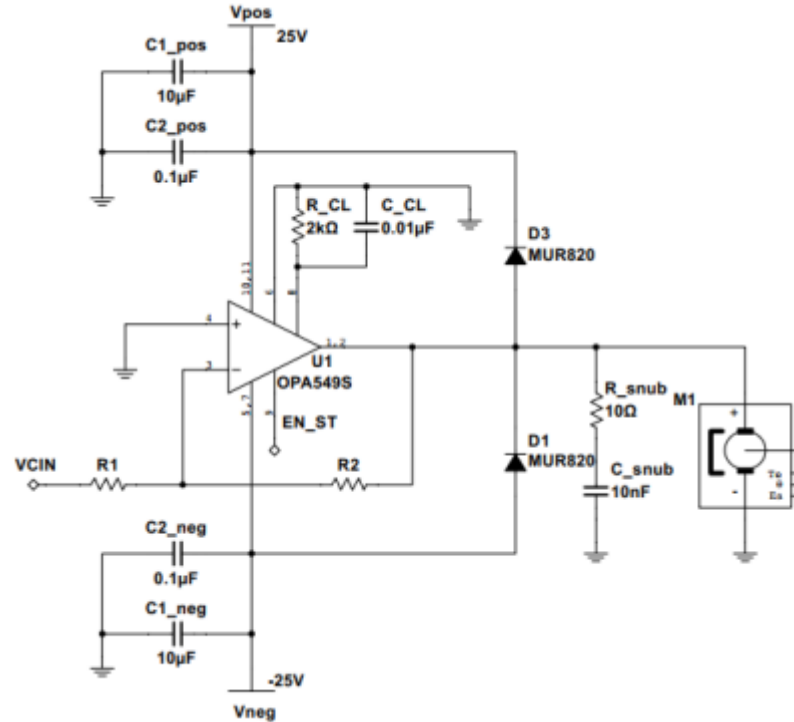 Vpos
25V
C1_pos
10µF
C2_pos
0.1µF
R_CL
2kΩ
C_CL
0.01µF
D3
MUR820
10,11
6
8
4
+
3
−
1,2
U1
OPA549S
5,7
9
EN_ST
R_snub
10Ω
M1
+
-
D1
MUR820
C_snub
10nF
VCIN
R1
R2
C2_neg
0.1µF
C1_neg
10µF
-25V
Vneg